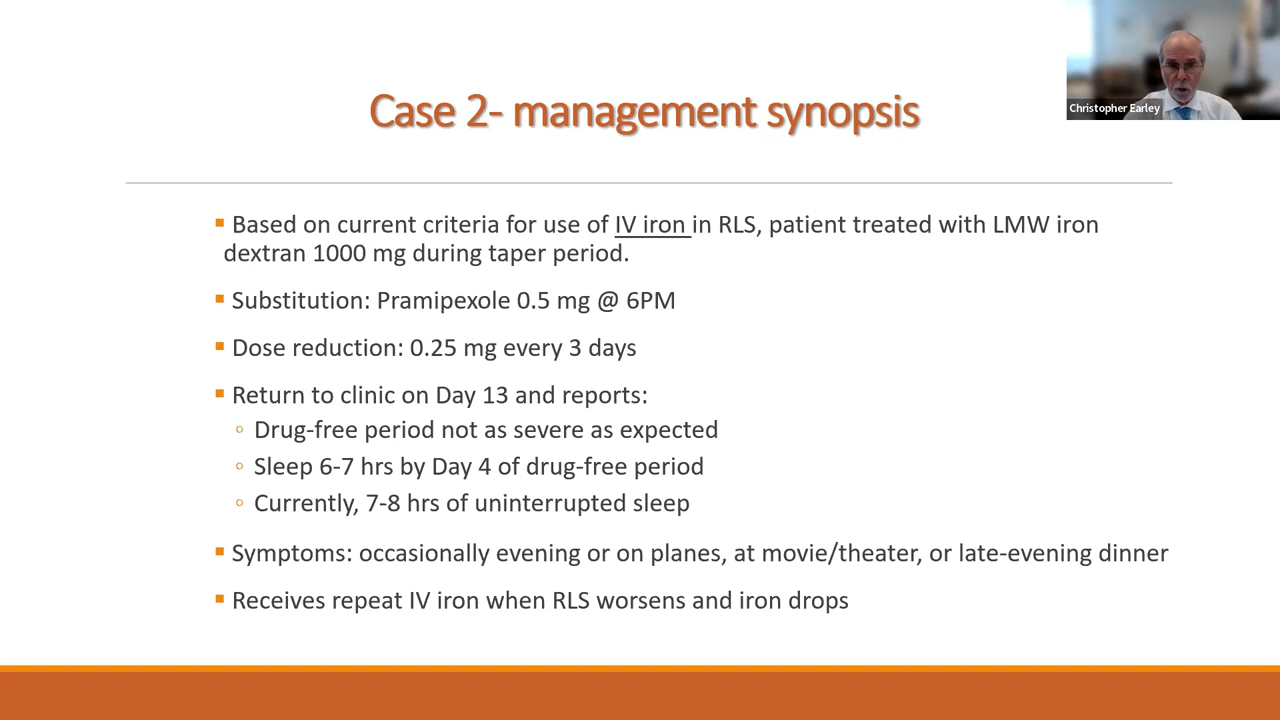 Case 2- management synopsis
Christopher Earley
▪ Based on current criteria for use of IV iron in RLS, patient treated with LMW iron
dextran 1000 mg during taper period.
▪ Substitution: Pramipexole 0.5 mg @ 6PM
▪ Dose reduction: 0.25 mg every 3 days
▪ Return to clinic on Day 13 and reports:
◦ Drug-free period not as severe as expected
◦ Sleep 6-7 hrs by Day 4 of drug-free period
◦ Currently, 7-8 hrs of uninterrupted sleep
▪ Symptoms: occasionally evening or on planes, at movie/theater, or late-evening dinner
▪ Receives repeat IV iron when RLS worsens and iron drops